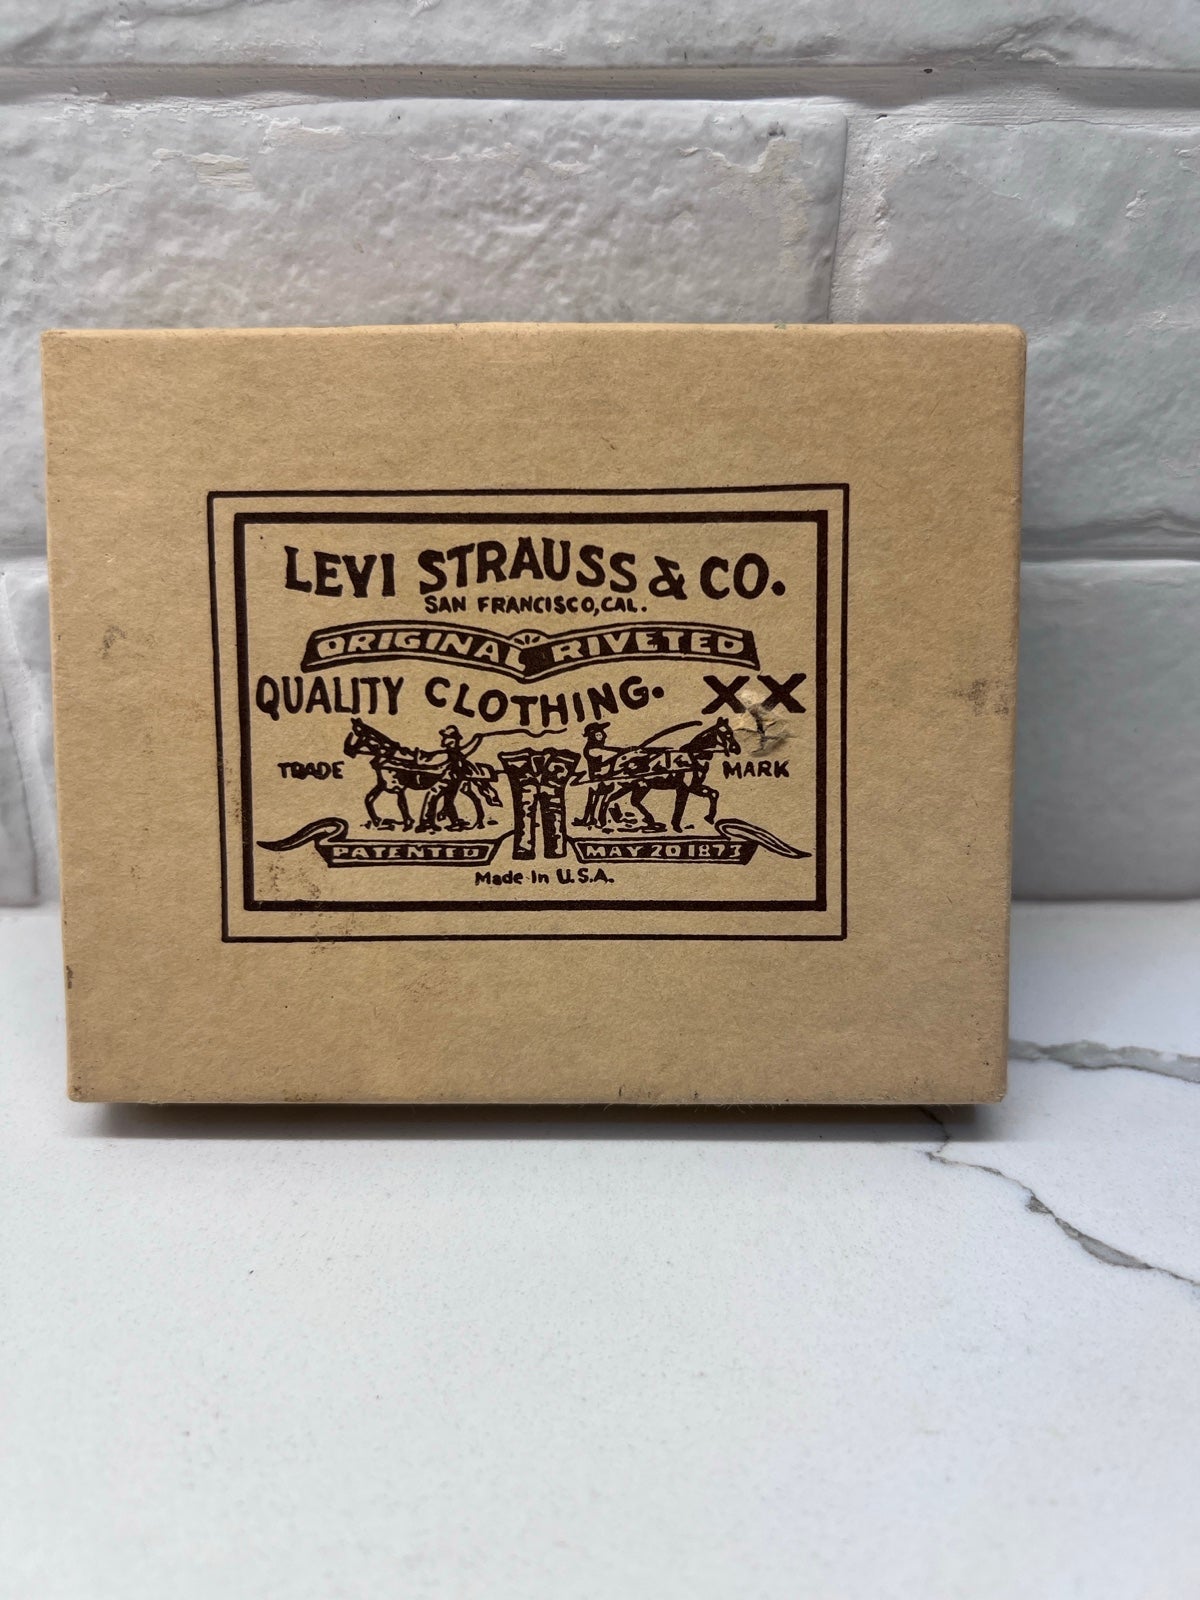 LEVI STRAUSS & CO.
SAN FRANCISCO, CAL.
ORIGINAL RIVETED
QUALITY CLOTHING. XX
TRADE MARK
PATENTED MAY 20 1873
Made in U.S.A.